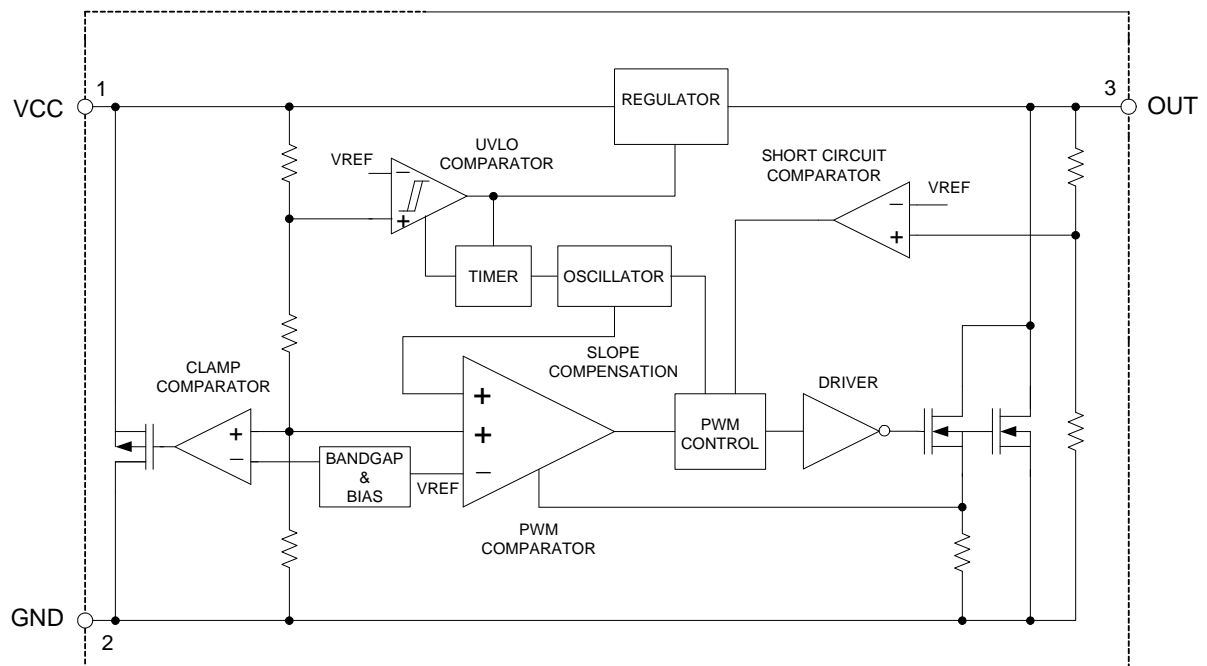 1
VCC
REGULATOR
3
OUT
VREF
−
+
UVLO
COMPARATOR
SHORT CIRCUIT
COMPARATOR
−
+
VREF
TIMER
OSCILLATOR
SLOPE
COMPENSATION
CLAMP
COMPARATOR
+
−
BANDGAP
&
BIAS
VREF
+
+
−
PWM
COMPARATOR
PWM
CONTROL
DRIVER
GND
2